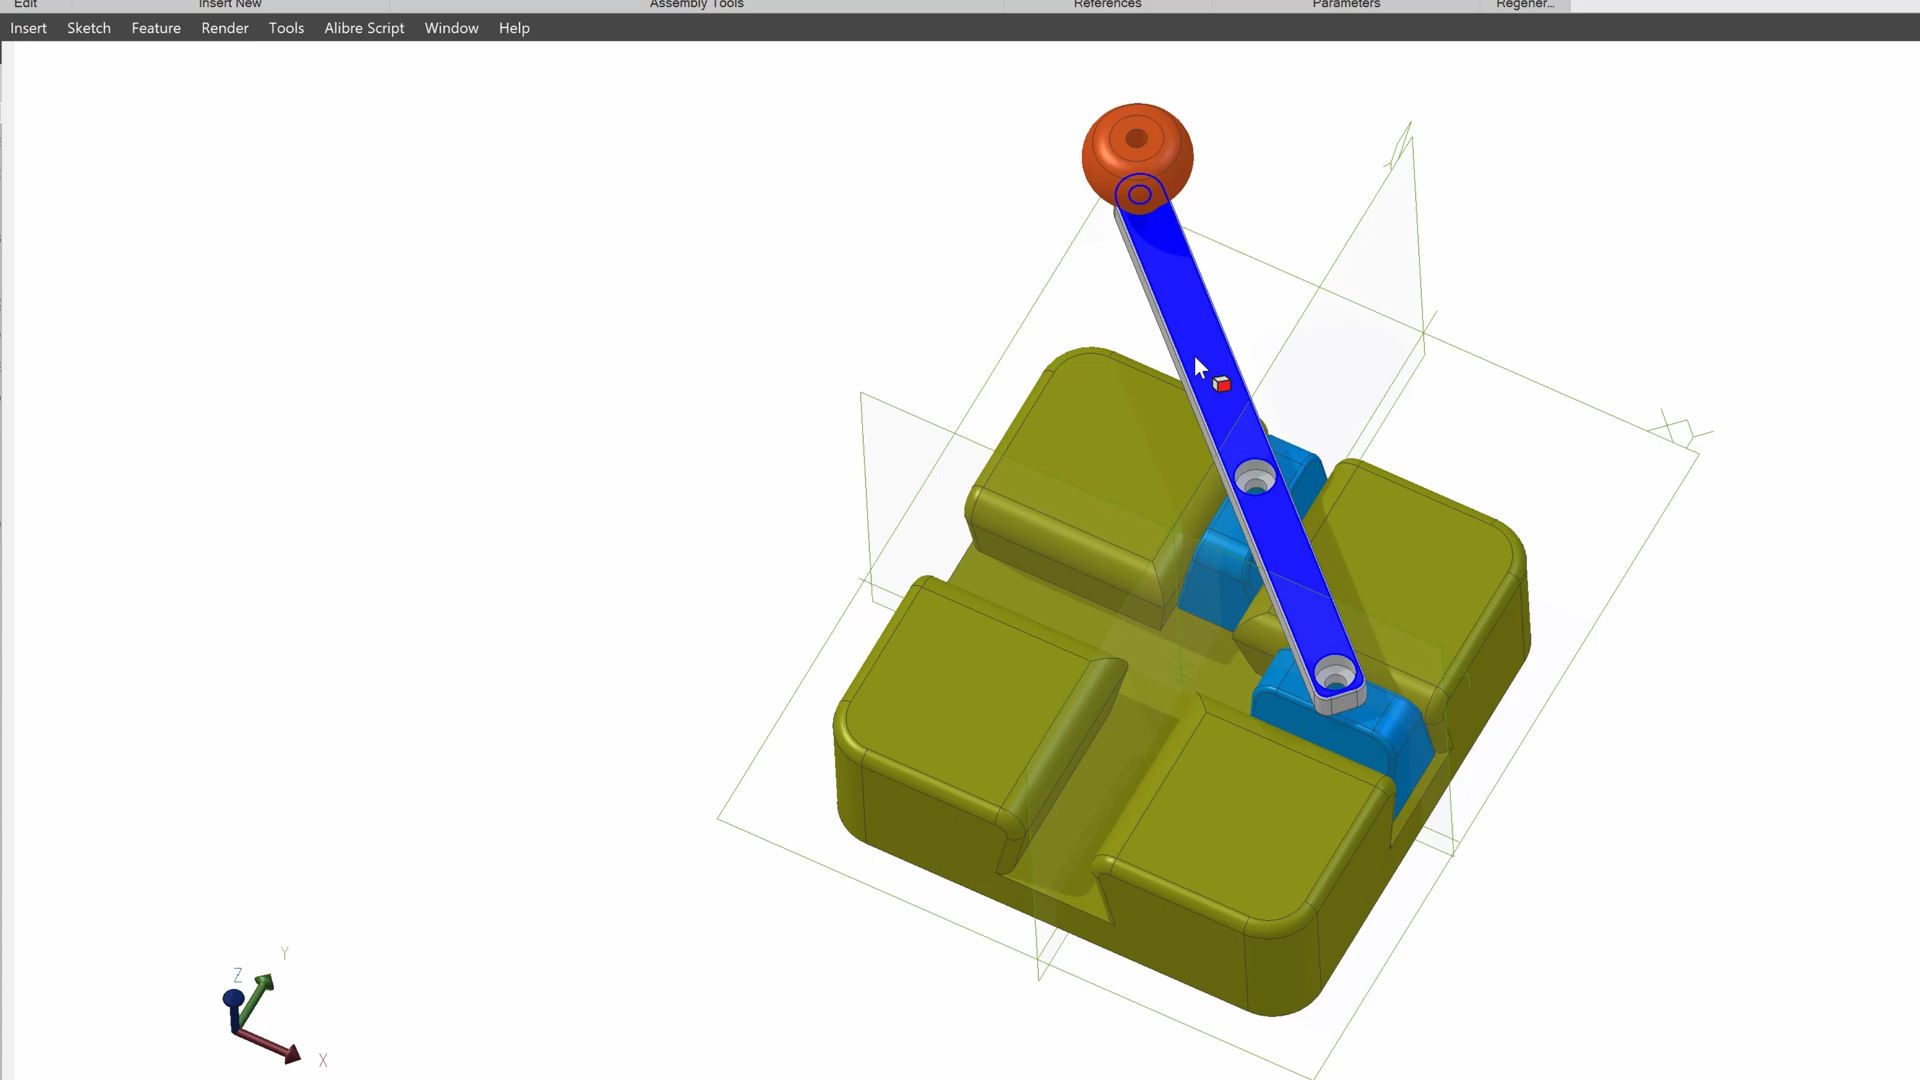 Edit Insert New Assembly Tools References Parameters Regener...
Insert Sketch Feature Render Tools Alibre Script Window Help
Y
Z
X